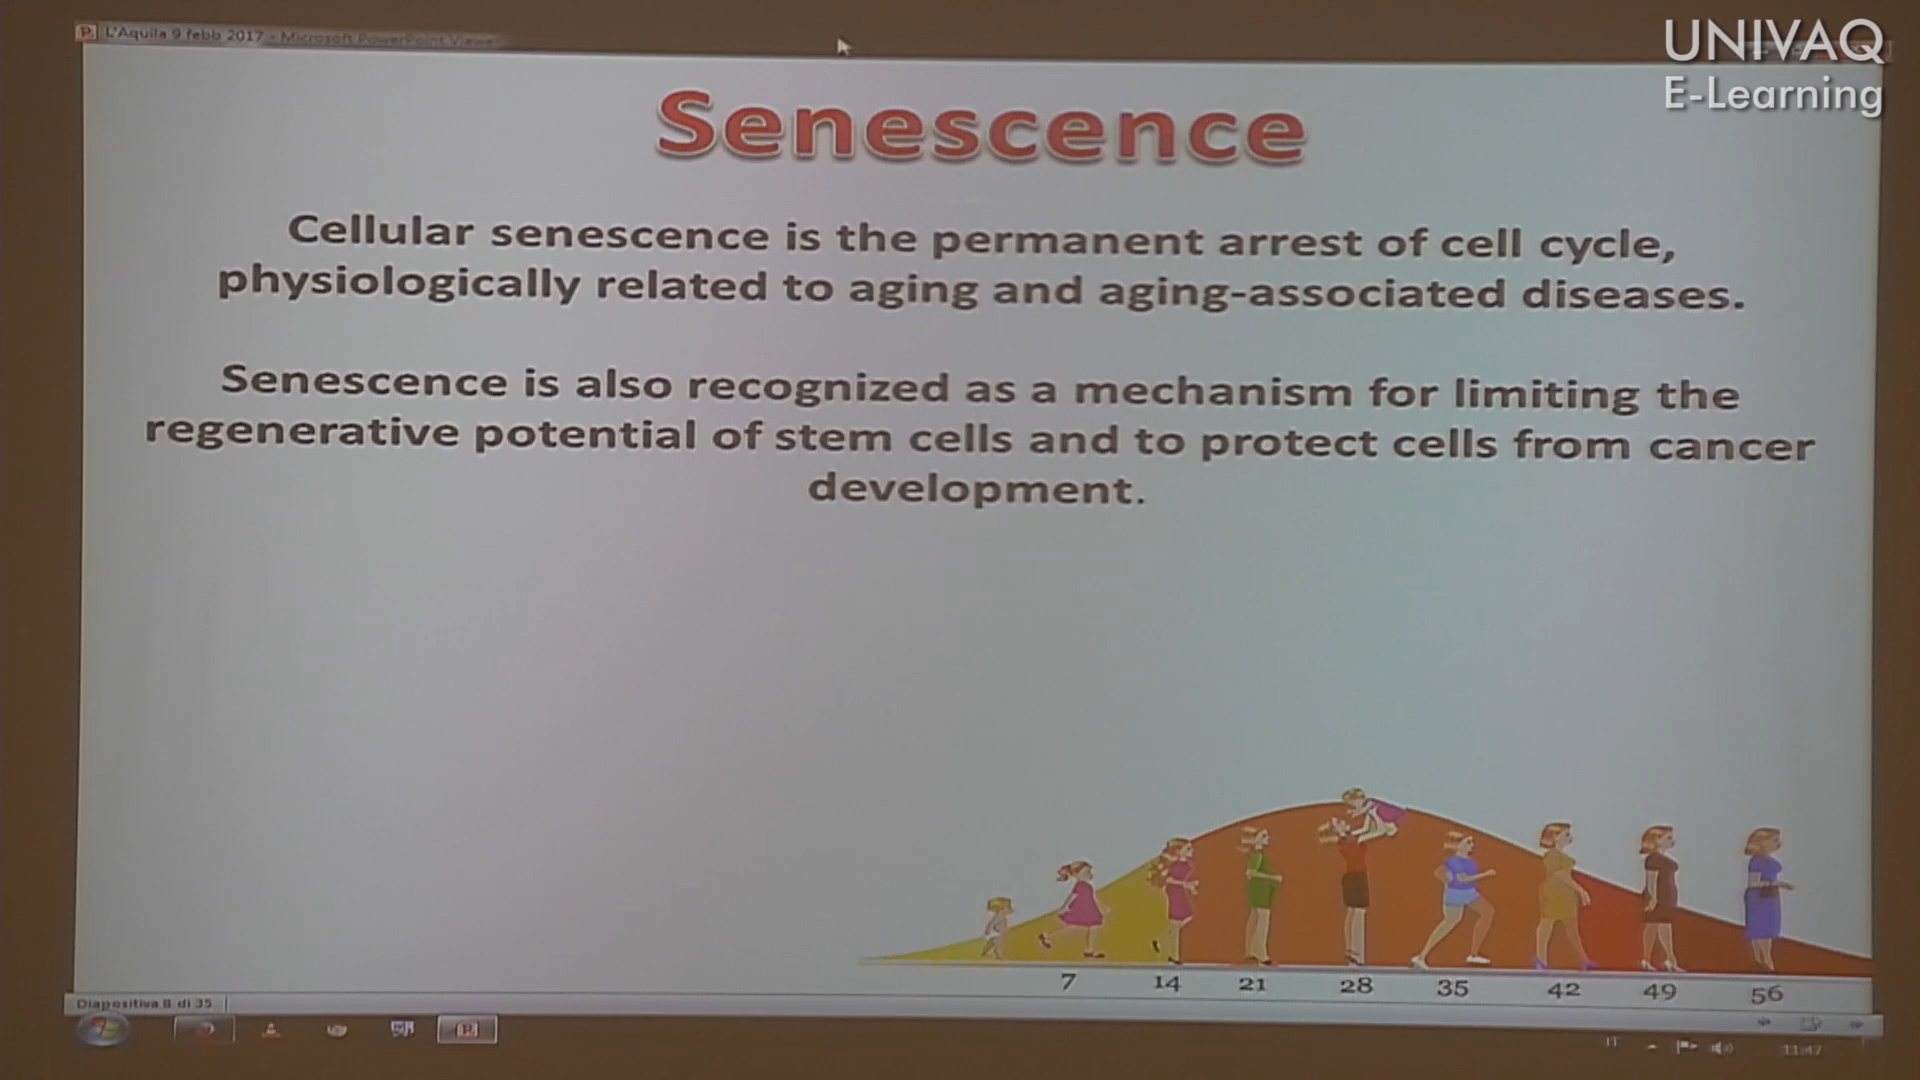 L'Aquila 9 febb 2017 - Microsoft PowerPoint Viewer
UNIVAQ
E-Learning
Senescence
Cellular senescence is the permanent arrest of cell cycle,
physiologically related to aging and aging-associated diseases.
Senescence is also recognized as a mechanism for limiting the
regenerative potential of stem cells and to protect cells from cancer
development.
7 14 21 28 35 42 49 56
Diapositiva 8 di 35
IT
11:47